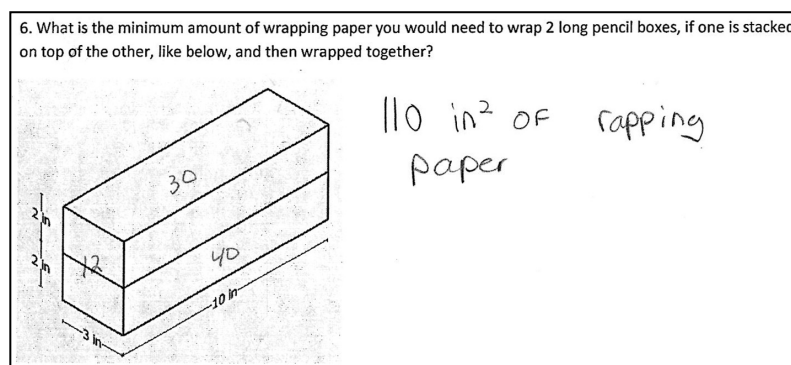 6. What is the minimum amount of wrapping paper you would need to wrap 2 long pencil boxes, if one is stacked
on top of the other, like below, and then wrapped together?
110 in² OF rapping
paper
30
2 in
2 in
12
40
10 in
3 in